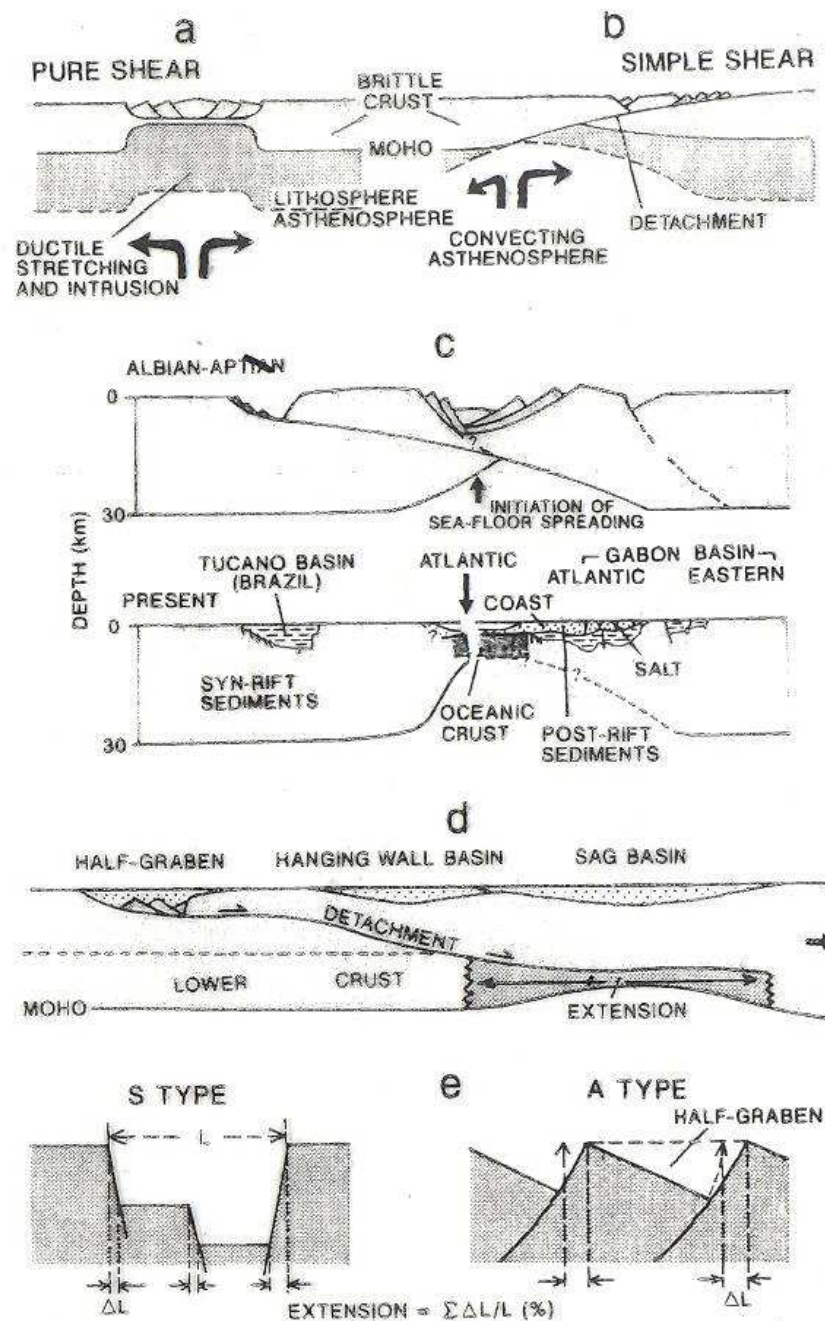 a
b
PURE SHEAR
SIMPLE SHEAR
BRITTLE
CRUST
MOHO
LITHOSPHERE
ASTHENOSPHERE
DETACHMENT
DUCTILE
STRETCHING
AND INTRUSION
CONVECTING
ASTHENOSPHERE
c
ALBIAN-APTIAN
0
30
INITIATION OF
SEA-FLOOR SPREADING
DEPTH (km)
TUCANO BASIN
(BRAZIL)
ATLANTIC
GABON BASIN
ATLANTIC EASTERN
PRESENT
COAST
0
?
?
?
SALT
SYN-RIFT
SEDIMENTS
OCEANIC
CRUST
POST-RIFT
SEDIMENTS
30
d
HALF-GRABEN HANGING WALL BASIN SAG BASIN
DETACHMENT
LOWER CRUST
MOHO
EXTENSION
S TYPE
e
A TYPE
HALF-GRABEN
L
ΔL
ΔL
EXTENSION = ΣΔL/L (%)